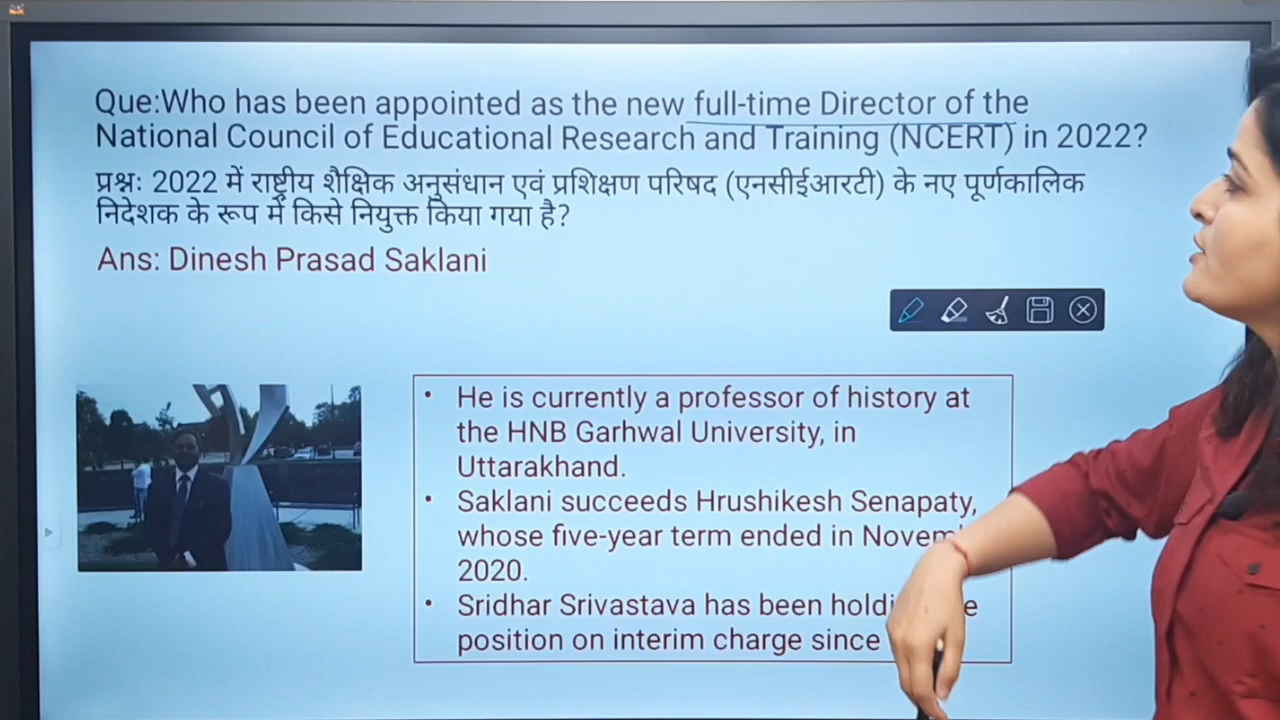 Que:Who has been appointed as the new full-time Director of the
National Council of Educational Research and Training (NCERT) in 2022?
प्रश्न: 2022 में राष्ट्रीय शैक्षिक अनुसंधान एवं प्रशिक्षण परिषद (एनसीईआरटी) के नए पूर्णकालिक
निदेशक के रूप में किसे नियुक्त किया गया है?
Ans: Dinesh Prasad Saklani
• He is currently a professor of history at
the HNB Garhwal University, in
Uttarakhand.
• Saklani succeeds Hrushikesh Senapaty,
whose five-year term ended in
2020.
• Sridhar Srivastava has been
position on interim charge since